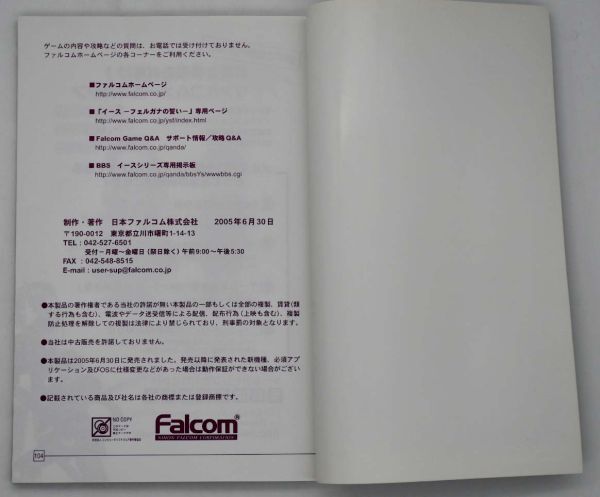 ゲームの内容や攻略などの質問は、お電話では受け付けておりません。
ファルコムホームページの各コーナーをご利用ください。
■ファルコムホームページ
http://www.falcom.co.jp/
■「イース －フェルガナの誓い－」専用ページ
http://www.falcom.co.jp/ysf/index.html
■Falcom Game Q&A サポート情報／攻略Q&A
http://www.falcom.co.jp/qanda/
■BBS イースシリーズ専用掲示板
http://www.falcom.co.jp/qanda/bbsYs/wwwbbs.cgi
制作・著作 日本ファルコム株式会社 2005年6月30日
〒190-0012 東京都立川市曙町1-14-13
TEL : 042-527-6501
受付－月曜～金曜日（祭日除く）午前9:00～午後5:30
FAX : 042-548-8515
E-mail : user-sup@falcom.co.jp
●本製品の著作権者である当社の許諾が無い本製品の一部もしくは全部の複製、賃貸（類
する行為も含む）、電波やデータ送受信等による配信、配布行為（上映も含む）、複製
防止処理を解除しての複製は法律により禁じられており、刑事罰の対象となります。
●当社は中古販売を許諾しておりません。
●本製品は2005年6月30日に発売されました。発売以降に発表された新機種、必須アプ
リケーション及びOSに仕様変更などがあった場合は動作保証ができない場合がござい
ます。
●記載されている商品及び社名は各社の商標または登録商標です。
NO COPY
Falcom®
NIHON FALCOM CORPORATION
104